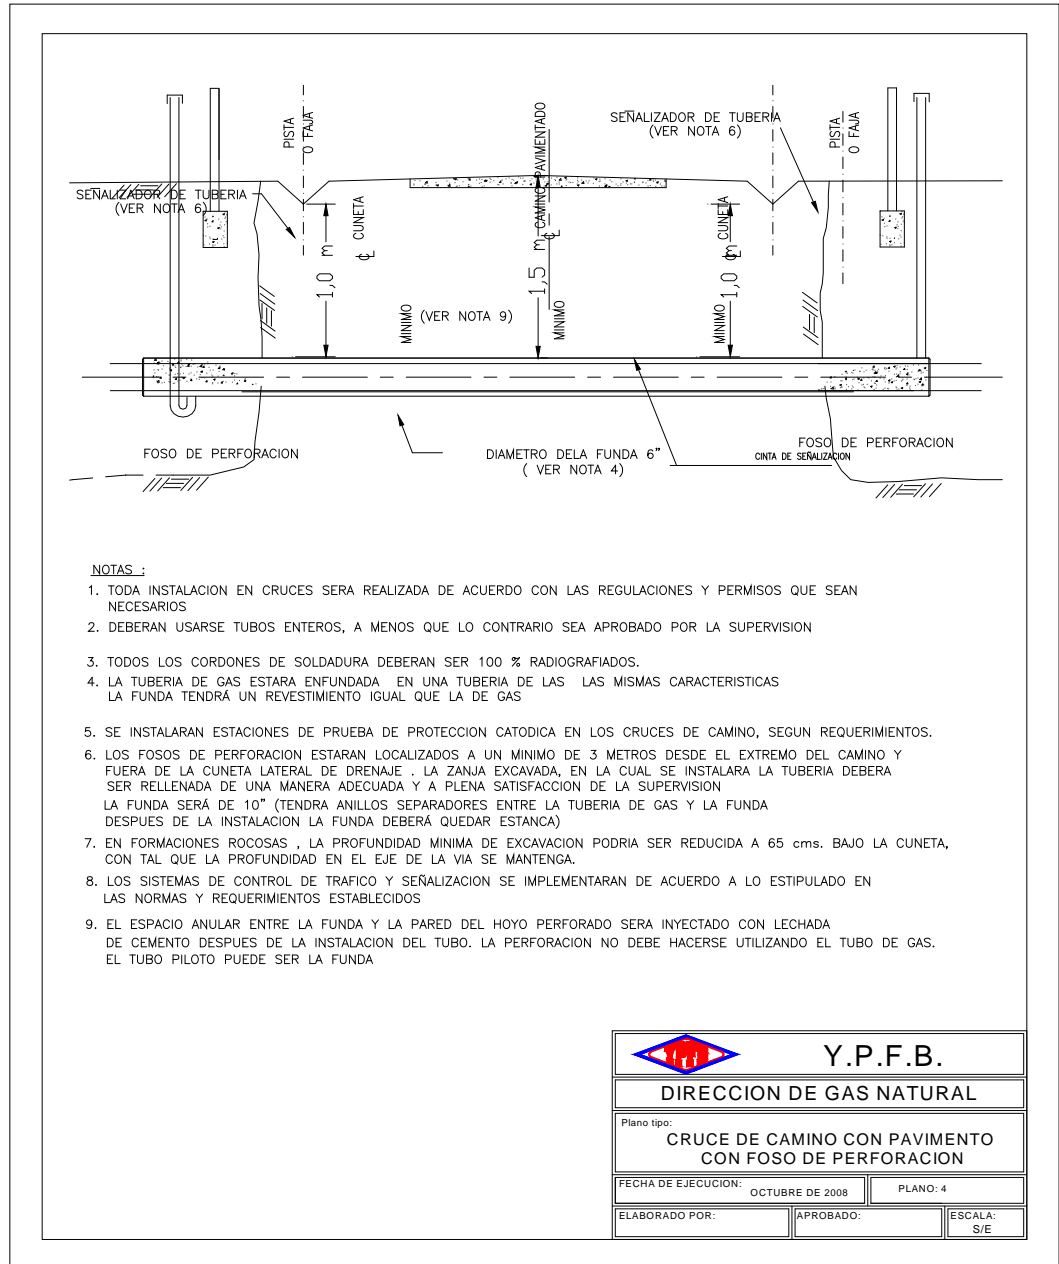 PISTA
O FAJA
CAMINO PAVIMENTADO
SEÑALIZADOR DE TUBERIA
(VER NOTA 6)
PISTA
O FAJA
SEÑALIZADOR DE TUBERIA
(VER NOTA 6)
1,0 m
℄ CUNETA
1,5 m
℄
1,0 m
℄ CUNETA
MINIMO
(VER NOTA 9)
MINIMO
MINIMO
FOSO DE PERFORACION
DIAMETRO DELA FUNDA 6”
( VER NOTA 4)
FOSO DE PERFORACION
CINTA DE SEÑALIZACION
NOTAS :
1. TODA INSTALACION EN CRUCES SERA REALIZADA DE ACUERDO CON LAS REGULACIONES Y PERMISOS QUE SEAN
NECESARIOS
2. DEBERAN USARSE TUBOS ENTEROS, A MENOS QUE LO CONTRARIO SEA APROBADO POR LA SUPERVISION
3. TODOS LOS CORDONES DE SOLDADURA DEBERAN SER 100 % RADIOGRAFIADOS.
4. LA TUBERIA DE GAS ESTARA ENFUNDADA EN UNA TUBERIA DE LAS LAS MISMAS CARACTERISTICAS
LA FUNDA TENDRÁ UN REVESTIMIENTO IGUAL QUE LA DE GAS
5. SE INSTALARAN ESTACIONES DE PRUEBA DE PROTECCION CATODICA EN LOS CRUCES DE CAMINO, SEGUN REQUERIMIENTOS.
6. LOS FOSOS DE PERFORACION ESTARAN LOCALIZADOS A UN MINIMO DE 3 METROS DESDE EL EXTREMO DEL CAMINO Y
FUERA DE LA CUNETA LATERAL DE DRENAJE . LA ZANJA EXCAVADA, EN LA CUAL SE INSTALARA LA TUBERIA DEBERA
SER RELLENADA DE UNA MANERA ADECUADA Y A PLENA SATISFACCION DE LA SUPERVISION
LA FUNDA SERÁ DE 10” (TENDRA ANILLOS SEPARADORES ENTRE LA TUBERIA DE GAS Y LA FUNDA
DESPUES DE LA INSTALACION LA FUNDA DEBERÁ QUEDAR ESTANCA)
7. EN FORMACIONES ROCOSAS , LA PROFUNDIDAD MINIMA DE EXCAVACION PODRIA SER REDUCIDA A 65 cms. BAJO LA CUNETA,
CON TAL QUE LA PROFUNDIDAD EN EL EJE DE LA VIA SE MANTENGA.
8. LOS SISTEMAS DE CONTROL DE TRAFICO Y SEÑALIZACION SE IMPLEMENTARAN DE ACUERDO A LO ESTIPULADO EN
LAS NORMAS Y REQUERIMIENTOS ESTABLECIDOS
9. EL ESPACIO ANULAR ENTRE LA FUNDA Y LA PARED DEL HOYO PERFORADO SERA INYECTADO CON LECHADA
DE CEMENTO DESPUES DE LA INSTALACION DEL TUBO. LA PERFORACION NO DEBE HACERSE UTILIZANDO EL TUBO DE GAS.
EL TUBO PILOTO PUEDE SER LA FUNDA
Y.P.F.B.
DIRECCION DE GAS NATURAL
Plano tipo:
CRUCE DE CAMINO CON PAVIMENTO
CON FOSO DE PERFORACION
FECHA DE EJECUCION: OCTUBRE DE 2008
PLANO: 4
ELABORADO POR:
APROBADO:
ESCALA:
S/E